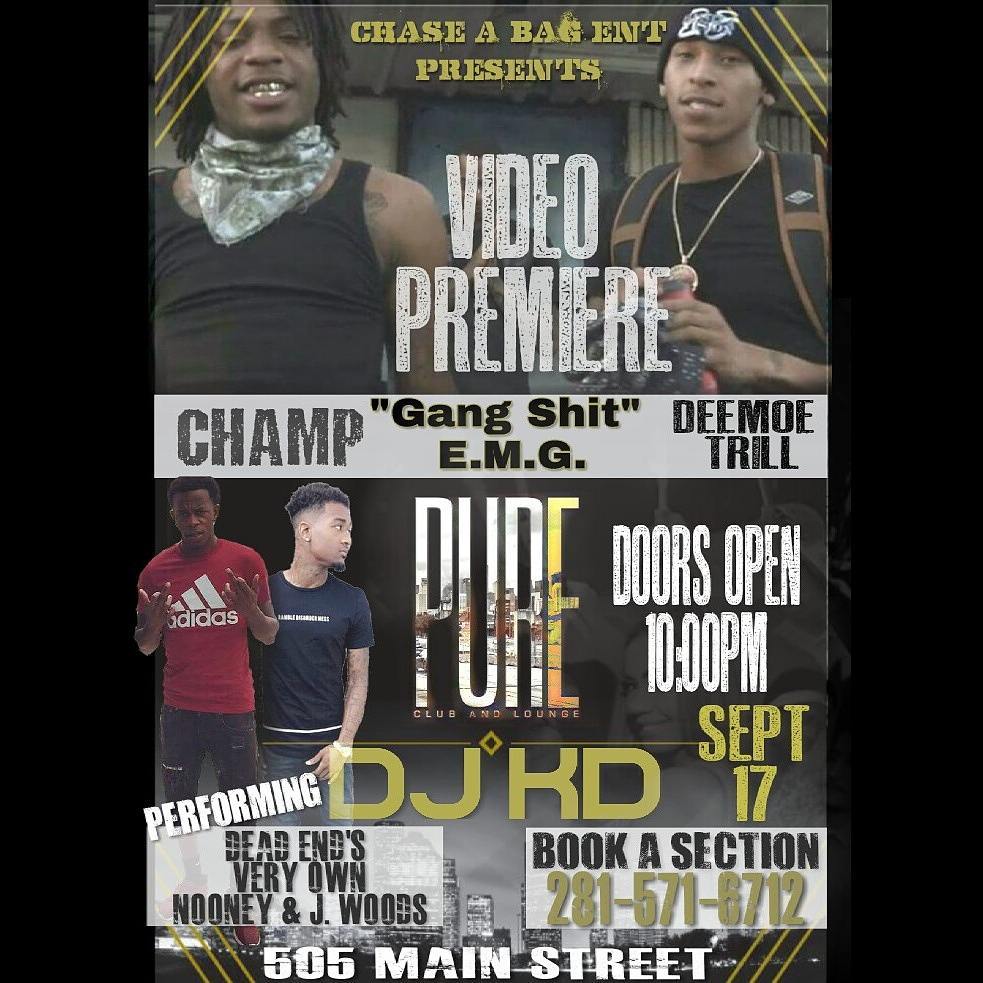 CHASE A BAG ENT
PRESENTS
VIDEO
PREMIERE
CHAMP
"Gang Shit"
E.M.G.
DEEMOE
TRILL
adidas
PURE
CLUB AND LOUNGE
DOORS OPEN
10:00PM
SEPT
17
DJ KD
PERFORMING
DEAD END'S
VERY OWN
NOONEY & J. WOODS
BOOK A SECTION
281-571-6712
505 MAIN STREET